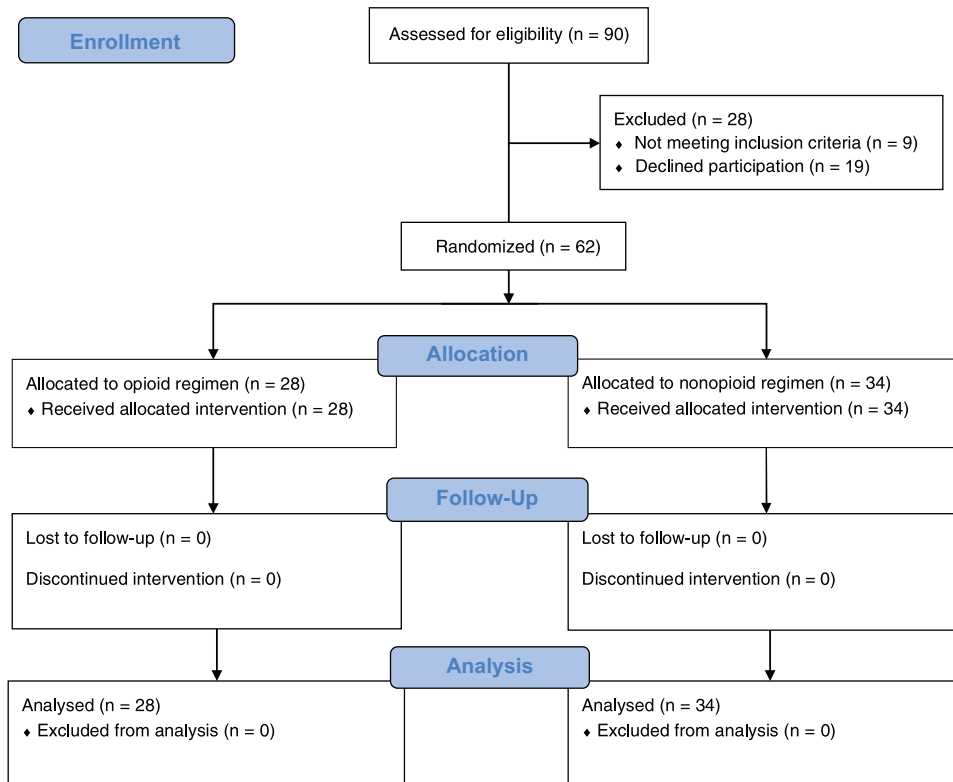 Enrollment
Assessed for eligibility (n = 90)
Excluded (n = 28)
♦ Not meeting inclusion criteria (n = 9)
♦ Declined participation (n = 19)
Randomized (n = 62)
Allocation
Allocated to opioid regimen (n = 28)
♦ Received allocated intervention (n = 28)
Allocated to nonopioid regimen (n = 34)
♦ Received allocated intervention (n = 34)
Follow-Up
Lost to follow-up (n = 0)
Discontinued intervention (n = 0)
Lost to follow-up (n = 0)
Discontinued intervention (n = 0)
Analysis
Analysed (n = 28)
♦ Excluded from analysis (n = 0)
Analysed (n = 34)
♦ Excluded from analysis (n = 0)